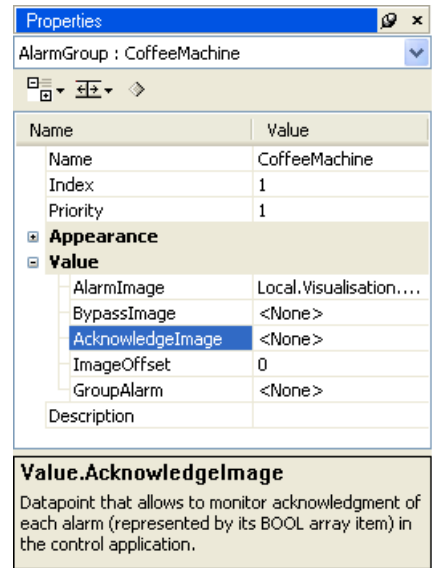 Properties
AlarmGroup : CoffeeMachine
Name Value
Name CoffeeMachine
Index 1
Priority 1
Appearance
Value
AlarmImage Local.Visualisation....
BypassImage <None>
AcknowledgeImage <None>
ImageOffset 0
GroupAlarm <None>
Description
Value.AcknowledgeImage
Datapoint that allows to monitor acknowledgment of
each alarm (represented by its BOOL array item) in
the control application.